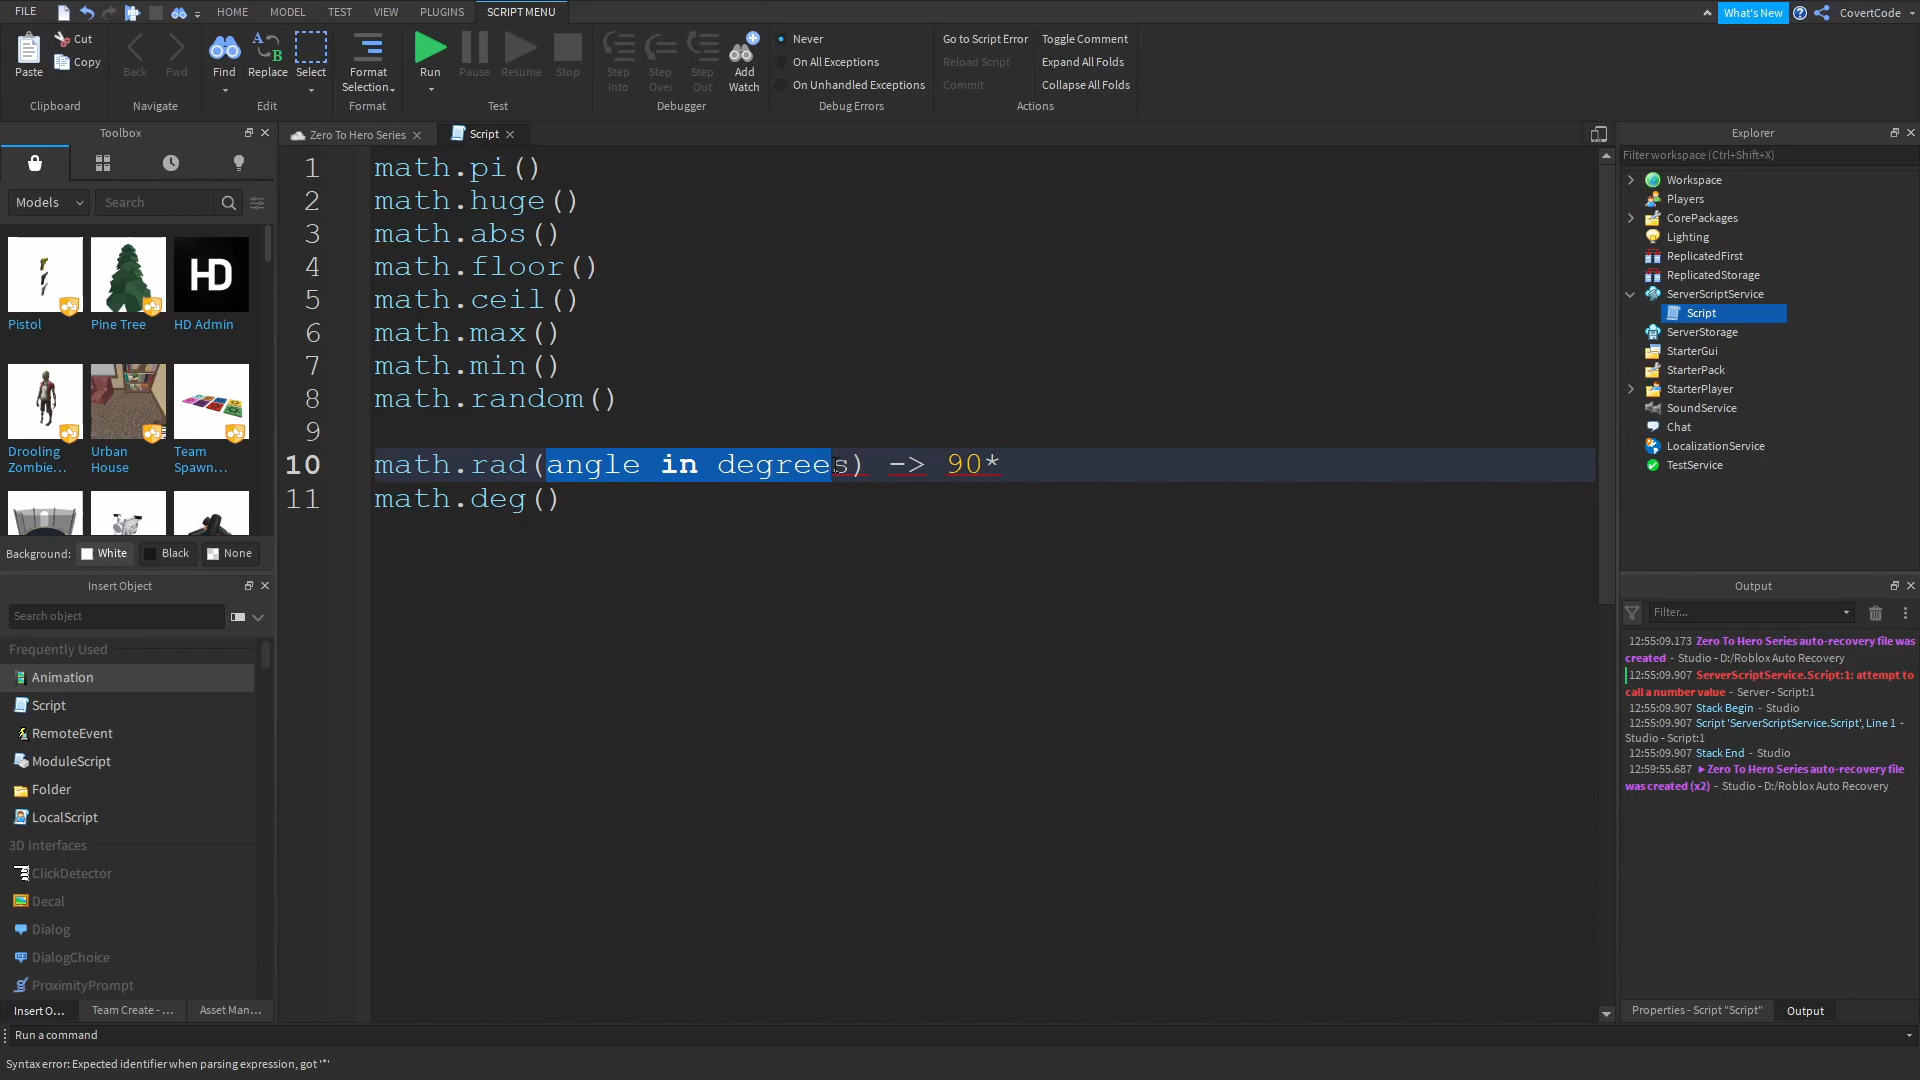 FILE
HOME
MODEL
TEST
VIEW
PLUGINS
SCRIPT MENU
What's New
CovertCode
Paste
Cut
Copy
Clipboard
Back
Fwd
Navigate
Find
Replace
Select
Edit
Format
Selection
Format
Run
Pause
Resume
Stop
Test
Step
Into
Step
Over
Step
Out
Add
Watch
Debugger
Never
On All Exceptions
On Unhandled Exceptions
Debug Errors
Go to Script Error
Reload Script
Commit
Toggle Comment
Expand All Folds
Collapse All Folds
Actions
Toolbox
Models
Search
Pistol
Pine Tree
HD
HD Admin
Drooling
Zombie...
Urban
House
Team
Spawn...
Background:
White
Black
None
Insert Object
Search object
Frequently Used
Animation
Script
RemoteEvent
ModuleScript
Folder
LocalScript
3D Interfaces
ClickDetector
Decal
Dialog
DialogChoice
ProximityPrompt
Insert O...
Team Create - ...
Asset Man...
Zero To Hero Series
Script
1 math.pi()
2 math.huge()
3 math.abs()
4 math.floor()
5 math.ceil()
6 math.max()
7 math.min()
8 math.random()
9
10 math.rad(angle in degrees) -> 90*
11 math.deg()
Explorer
Filter workspace (Ctrl+Shift+X)
Workspace
Players
CorePackages
Lighting
ReplicatedFirst
ReplicatedStorage
ServerScriptService
Script
ServerStorage
StarterGui
StarterPack
StarterPlayer
SoundService
Chat
LocalizationService
TestService
Output
Filter...
12:55:09.173 Zero To Hero Series auto-recovery file was
created - Studio - D:/Roblox Auto Recovery
12:55:09.907 ServerScriptService.Script:1: attempt to
call a number value - Server - Script:1
12:55:09.907 Stack Begin - Studio
12:55:09.907 Script 'ServerScriptService.Script', Line 1 -
Studio - Script:1
12:55:09.907 Stack End - Studio
12:59:55.687 ▸Zero To Hero Series auto-recovery file
was created (x2) - Studio - D:/Roblox Auto Recovery
Properties - Script "Script"
Output
Run a command
Syntax error: Expected identifier when parsing expression, got '*'